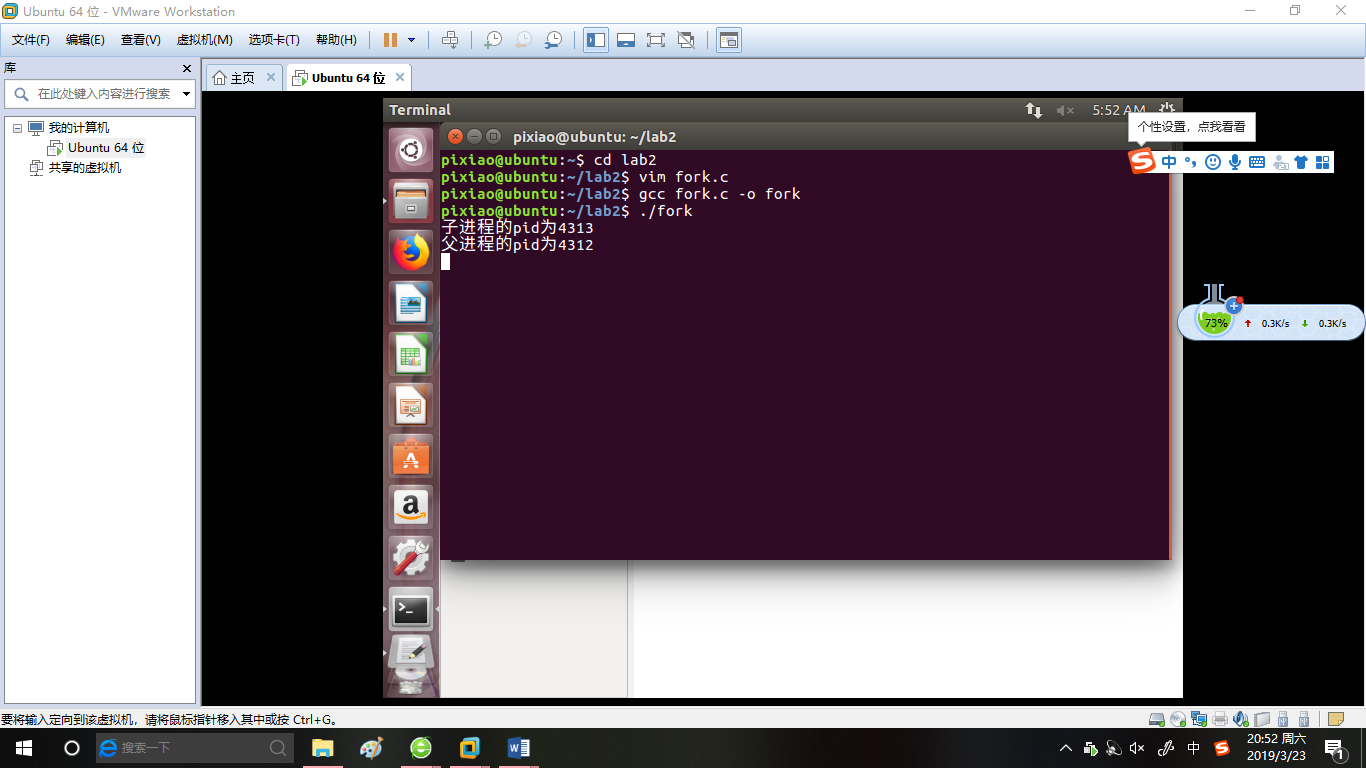 Ubuntu 64 位 - VMware Workstation
文件(F) 编辑(E) 查看(V) 虚拟机(M) 选项卡(T) 帮助(H)
库
主页 Ubuntu 64 位
在此处键入内容进行搜索
我的计算机
Ubuntu 64 位
共享的虚拟机
Terminal 5:52 AM
个性设置，点我看看
中
pixiao@ubuntu: ~/lab2
pixiao@ubuntu:~$ cd lab2
pixiao@ubuntu:~/lab2$ vim fork.c
pixiao@ubuntu:~/lab2$ gcc fork.c -o fork
pixiao@ubuntu:~/lab2$ ./fork
子进程的pid为4313
父进程的pid为4312
73% 0.3K/s 0.3K/s
要将输入定向到该虚拟机，请将鼠标指针移入其中或按 Ctrl+G。
搜索一下
中
20:52 周六
2019/3/23
1